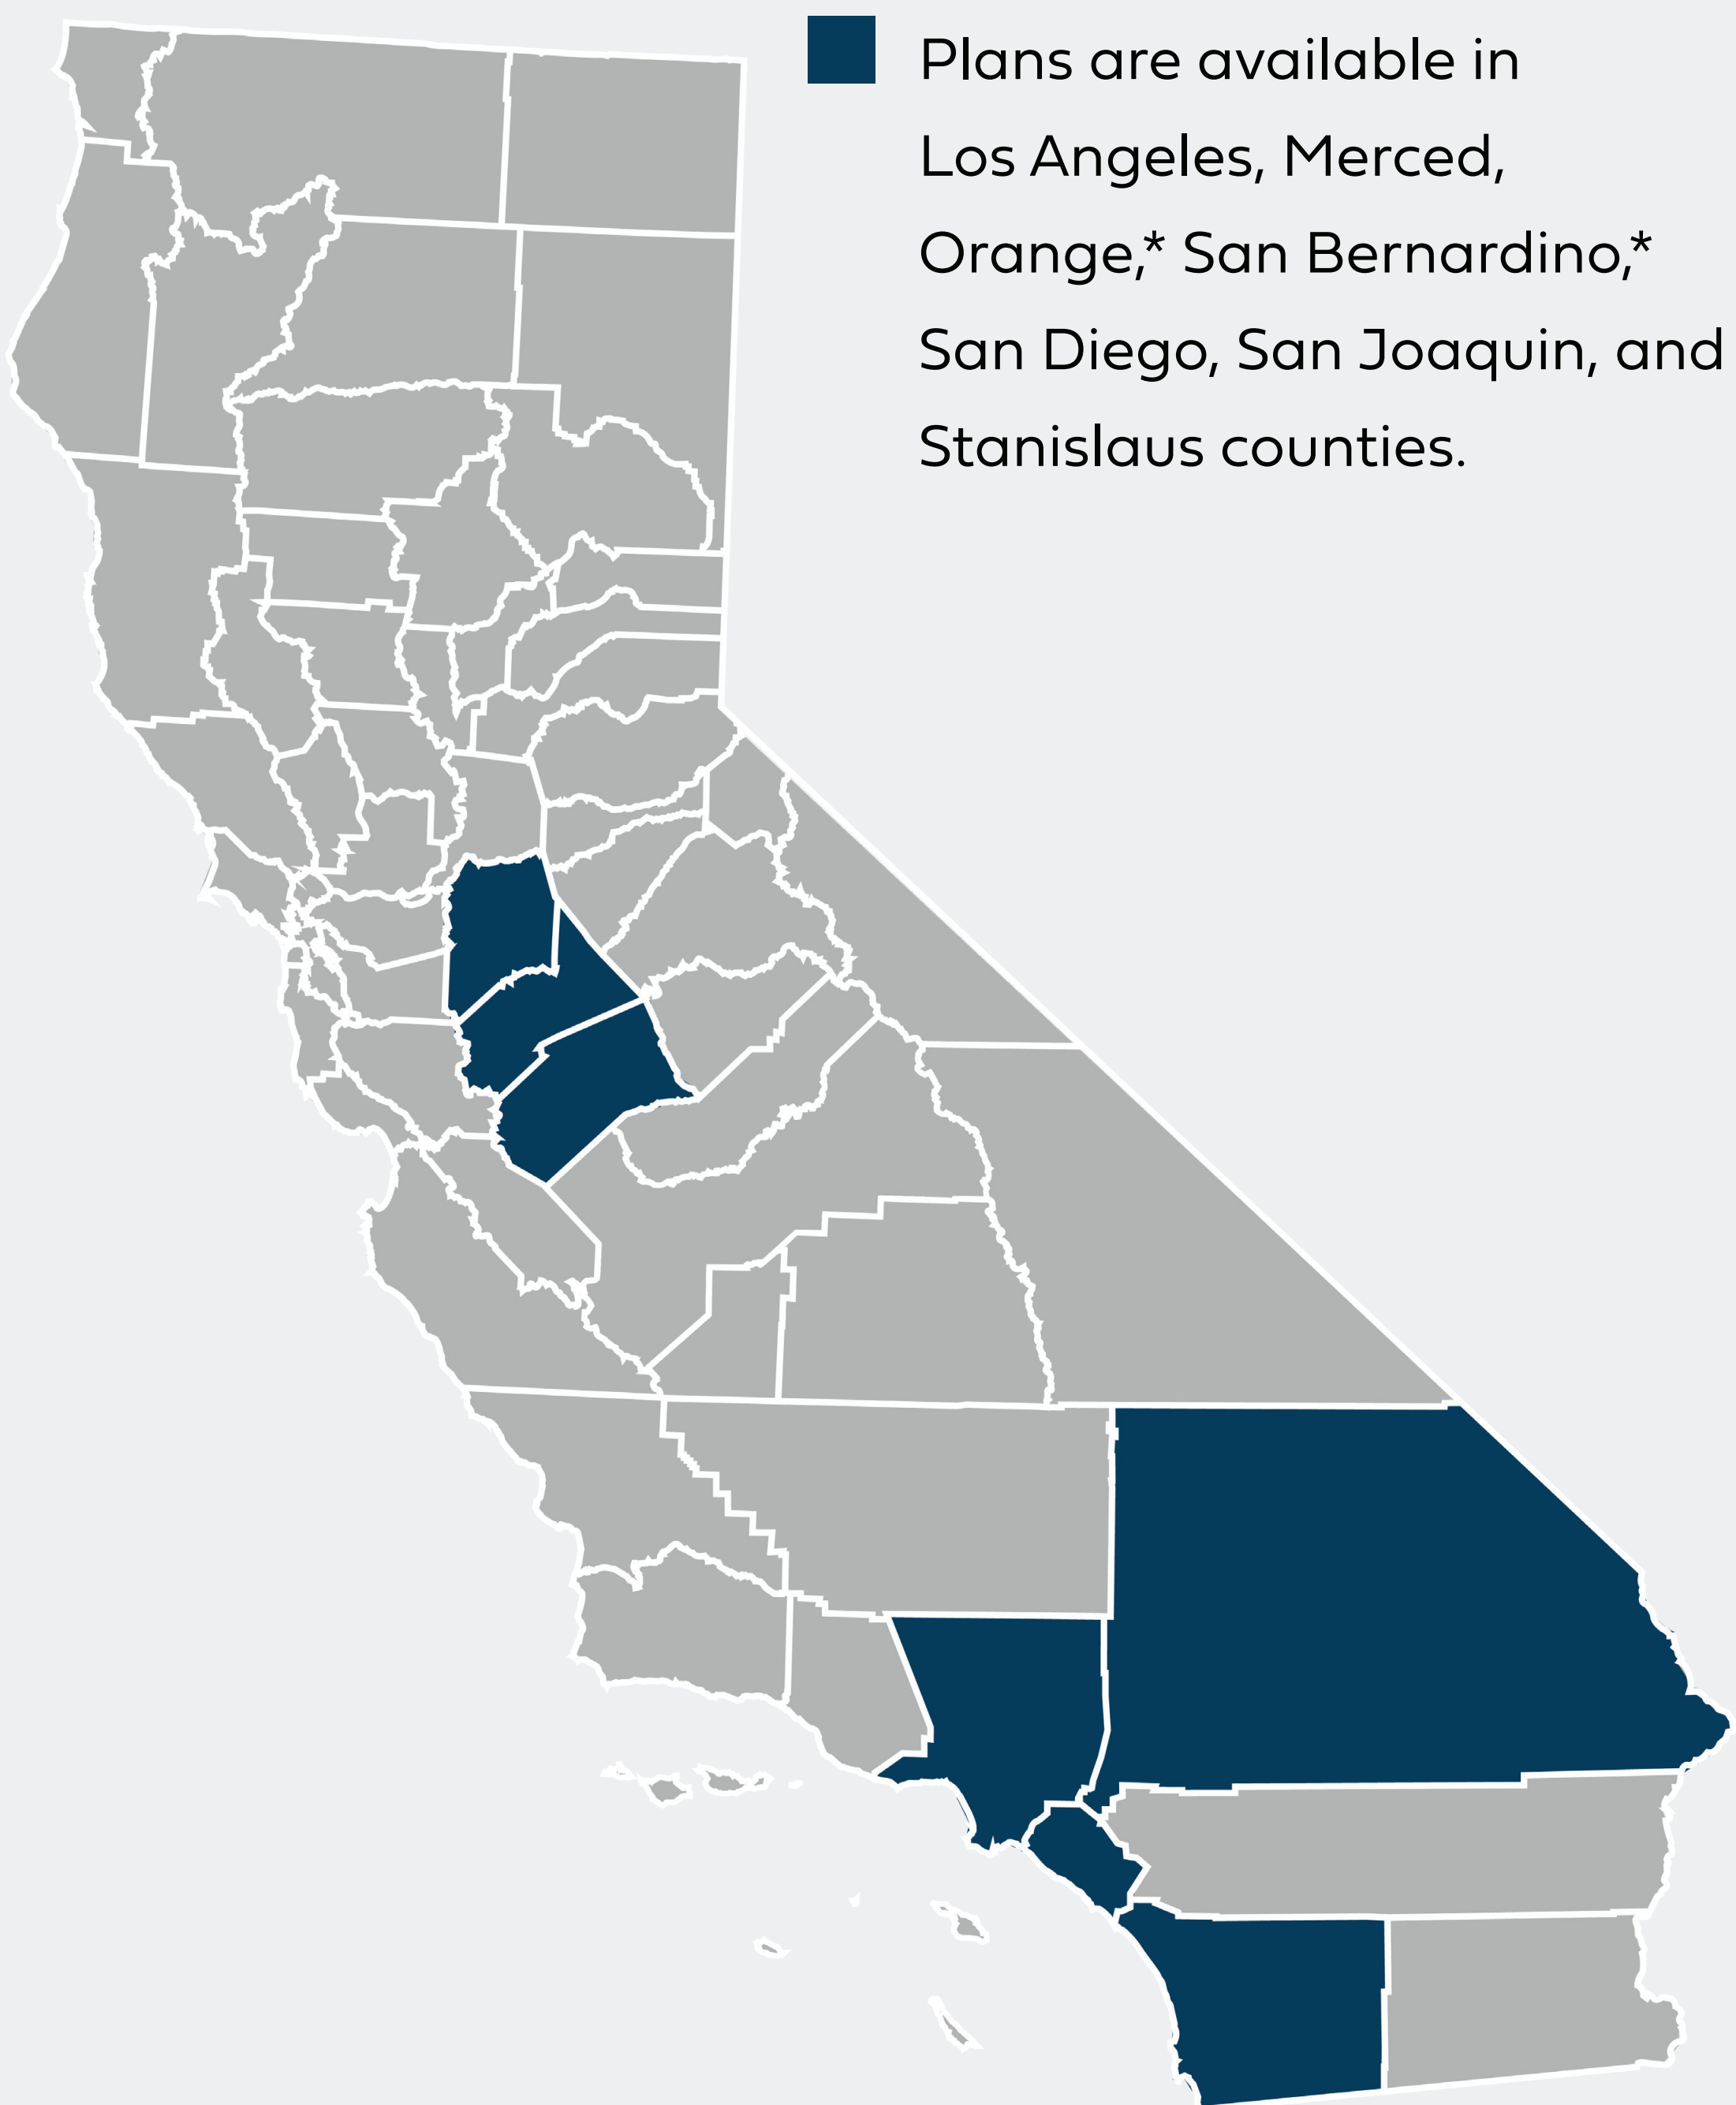 Plans are available in
Los Angeles, Merced,
Orange,* San Bernardino,*
San Diego, San Joaquin, and
Stanislaus counties.